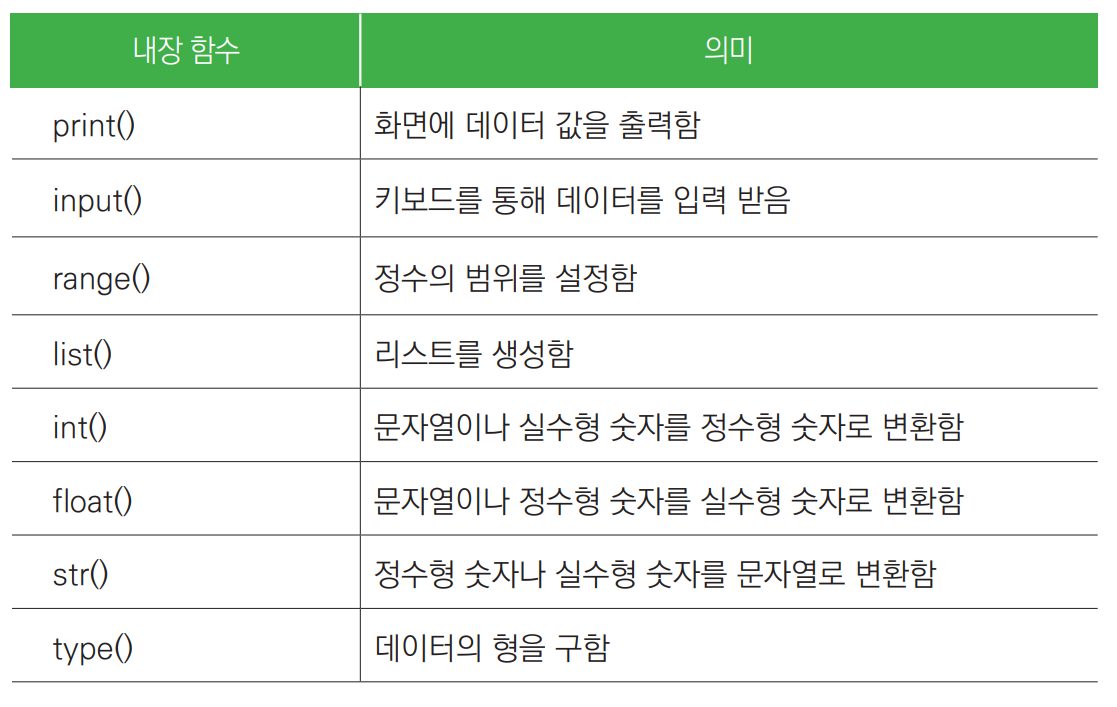 내장 함수 의미
print() 화면에 데이터 값을 출력함
input() 키보드를 통해 데이터를 입력 받음
range() 정수의 범위를 설정함
list() 리스트를 생성함
int() 문자열이나 실수형 숫자를 정수형 숫자로 변환함
float() 문자열이나 정수형 숫자를 실수형 숫자로 변환함
str() 정수형 숫자나 실수형 숫자를 문자열로 변환함
type() 데이터의 형을 구함